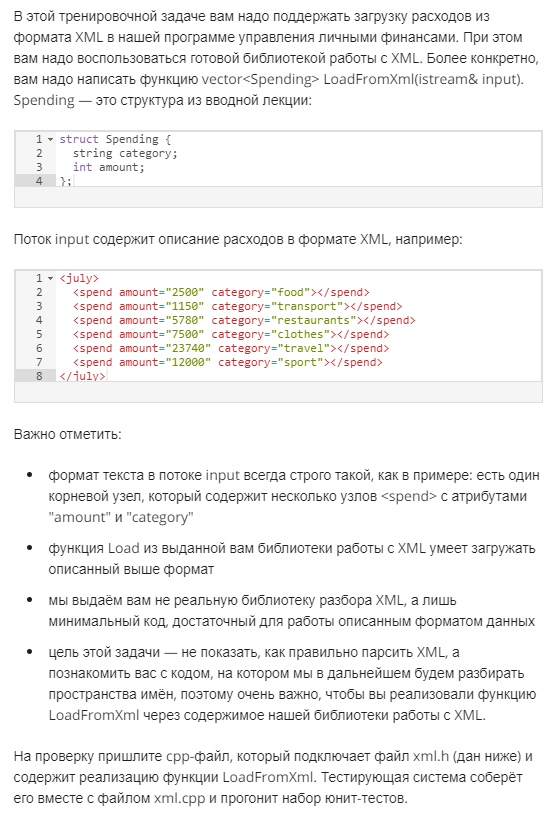 В этой тренировочной задаче вам надо поддержать загрузку расходов из
формата XML в нашей программе управления личными финансами. При этом
вам надо воспользоваться готовой библиотекой работы с XML. Более конкретно,
вам надо написать функцию vector<Spending> LoadFromXml(istream& input).
Spending — это структура из вводной лекции:
1 struct Spending {
2 string category;
3 int amount;
4 };
Поток input содержит описание расходов в формате XML, например:
1 <july>
2 <spend amount="2500" category="food"></spend>
3 <spend amount="1150" category="transport"></spend>
4 <spend amount="5780" category="restaurants"></spend>
5 <spend amount="7500" category="clothes"></spend>
6 <spend amount="23740" category="travel"></spend>
7 <spend amount="12000" category="sport"></spend>
8 </july>
Важно отметить:
• формат текста в потоке input всегда строго такой, как в примере: есть один
корневой узел, который содержит несколько узлов <spend> с атрибутами
"amount" и "category"
• функция Load из выданной вам библиотеки работы с XML умеет загружать
описанный выше формат
• мы выдаём вам не реальную библиотеку разбора XML, а лишь
минимальный код, достаточный для работы описанным форматом данных
• цель этой задачи — не показать, как правильно парсить XML, а
познакомить вас с кодом, на котором мы в дальнейшем будем разбирать
пространства имён, поэтому очень важно, чтобы вы реализовали функцию
LoadFromXml через содержимое нашей библиотеки работы с XML.
На проверку пришлите cpp-файл, который подключает файл xml.h (дан ниже) и
содержит реализацию функции LoadFromXml. Тестирующая система соберёт
его вместе с файлом xml.cpp и прогонит набор юнит-тестов.